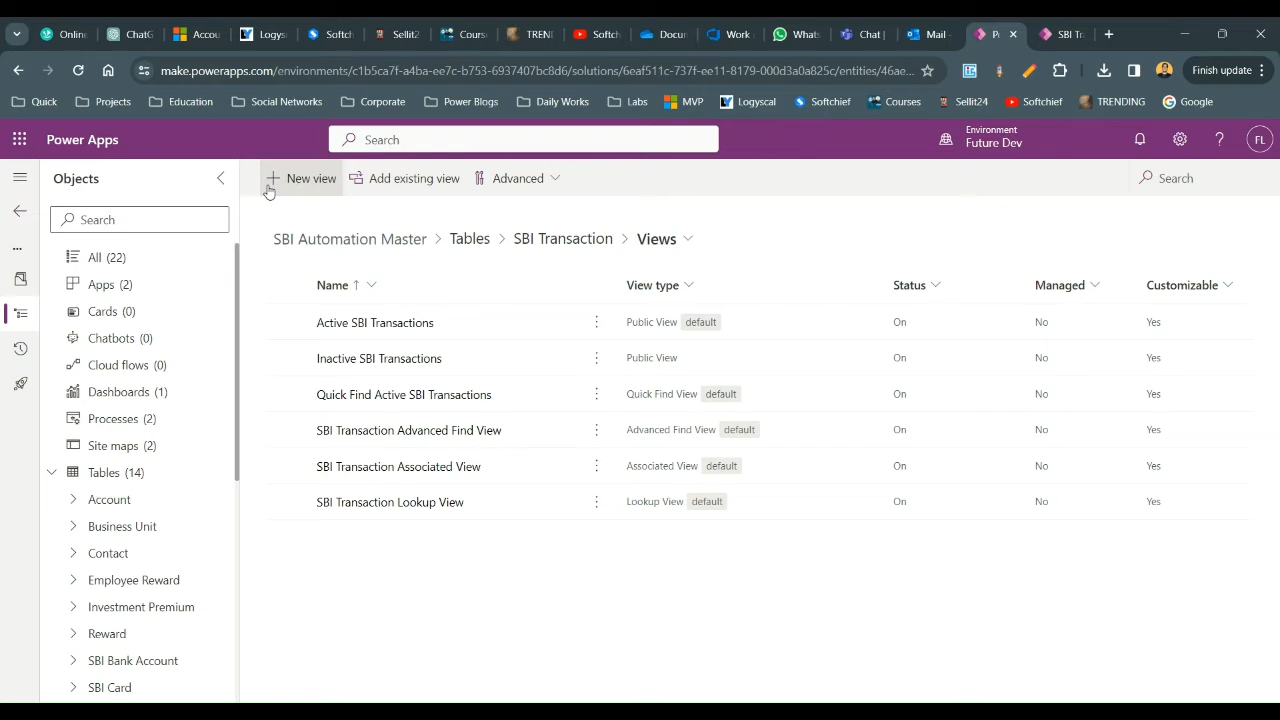 Online
ChatG
Accou
Logys
Softch
Sellit2
Cours
TREND
Softch
Docur
Work
Whats
Chat |
Mail -
P
SBI Tr
make.powerapps.com/environments/c1b5ca7f-a4ba-ee7c-b753-6937407bc8d6/solutions/6eaf511c-737f-ee11-8179-000d3a0a825c/entities/46ae...
Finish update
Quick
Projects
Education
Social Networks
Corporate
Power Blogs
Daily Works
Labs
MVP
Logyscal
Softchief
Courses
Sellit24
Softchief
TRENDING
Google
Power Apps
Search
Environment
Future Dev
FL
Objects
New view
Add existing view
Advanced
Search
Search
SBI Automation Master > Tables > SBI Transaction > Views
All (22)
Apps (2)
Cards (0)
Chatbots (0)
Cloud flows (0)
Dashboards (1)
Processes (2)
Site maps (2)
Tables (14)
Account
Business Unit
Contact
Employee Reward
Investment Premium
Reward
SBI Bank Account
SBI Card
Name ↑ View type Status Managed Customizable
Active SBI Transactions Public View default On No Yes
Inactive SBI Transactions Public View On No Yes
Quick Find Active SBI Transactions Quick Find View default On No Yes
SBI Transaction Advanced Find View Advanced Find View default On No Yes
SBI Transaction Associated View Associated View default On No Yes
SBI Transaction Lookup View Lookup View default On No Yes